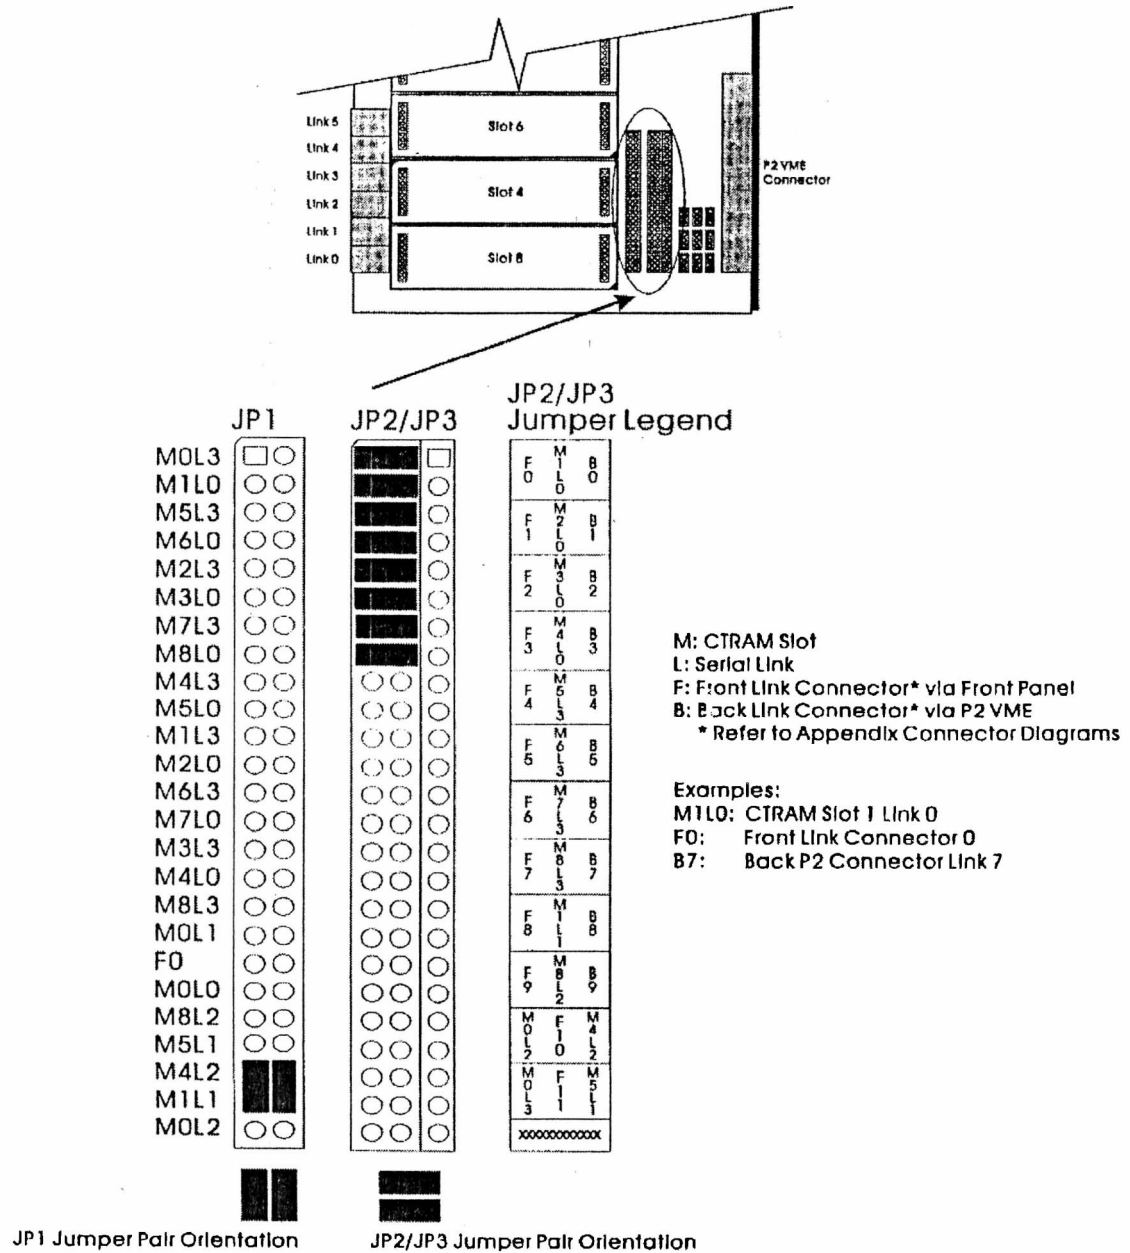 Link 5
Link 4
Link 3
Link 2
Link 1
Link 0
Slot 6
Slot 4
Slot 8
P2 VME
Connector
JP1
JP2/JP3
JP2/JP3
Jumper Legend
M0L3
M1L0
M5L3
M6L0
M2L3
M3L0
M7L3
M8L0
M4L3
M5L0
M1L3
M2L0
M6L3
M7L0
M3L3
M4L0
M8L3
M0L1
F0
M0L0
M8L2
M5L1
M4L2
M1L1
M0L2
F0 M1L0 B0
F1 M2L0 B1
F2 M3L0 B2
F3 M4L0 B3
F4 M5L3 B4
F5 M6L3 B5
F6 M7L3 B6
F7 M8L3 B7
F8 M1L1 B8
F9 M8L2 B9
M0L2 F10 M4L2
M0L3 F11 M5L1
XXXXXXXXXXXX
M: CTRAM Slot
L: Serial Link
F: Front Link Connector* via Front Panel
B: Back Link Connector* via P2 VME
* Refer to Appendix Connector Diagrams
Examples:
M1L0: CTRAM Slot 1 Link 0
F0: Front Link Connector 0
B7: Back P2 Connector Link 7
JP1 Jumper Pair Orientation
JP2/JP3 Jumper Pair Orientation